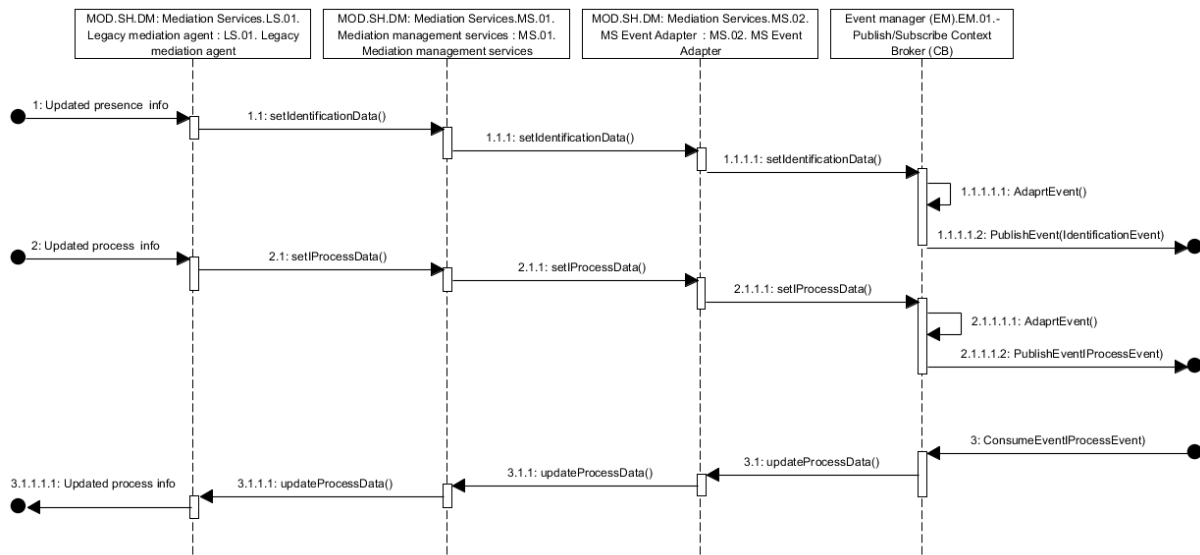 MOD.SH.DM: Mediation Services.LS.01.
Legacy mediation agent : LS.01. Legacy
mediation agent
MOD.SH.DM: Mediation Services.MS.01.
Mediation management services : MS.01.
Mediation management services
MOD.SH.DM: Mediation Services.MS.02.
MS Event Adapter : MS.02. MS Event
Adapter
Event manager (EM).EM.01.-
Publish/Subscribe Context
Broker (CB)
1: Updated presence info
1.1: setIdentificationData()
1.1.1: setIdentificationData()
1.1.1.1: setIdentificationData()
1.1.1.1.1: AdaprtEvent()
1.1.1.1.2: PublishEvent(IdentificationEvent)
2: Updated process info
2.1: setIProcessData()
2.1.1: setIProcessData()
2.1.1.1: setIProcessData()
2.1.1.1.1: AdaprtEvent()
2.1.1.1.2: PublishEventIProcessEvent)
3: ConsumeEventIProcessEvent)
3.1: updateProcessData()
3.1.1: updateProcessData()
3.1.1.1: updateProcessData()
3.1.1.1.1: Updated process info